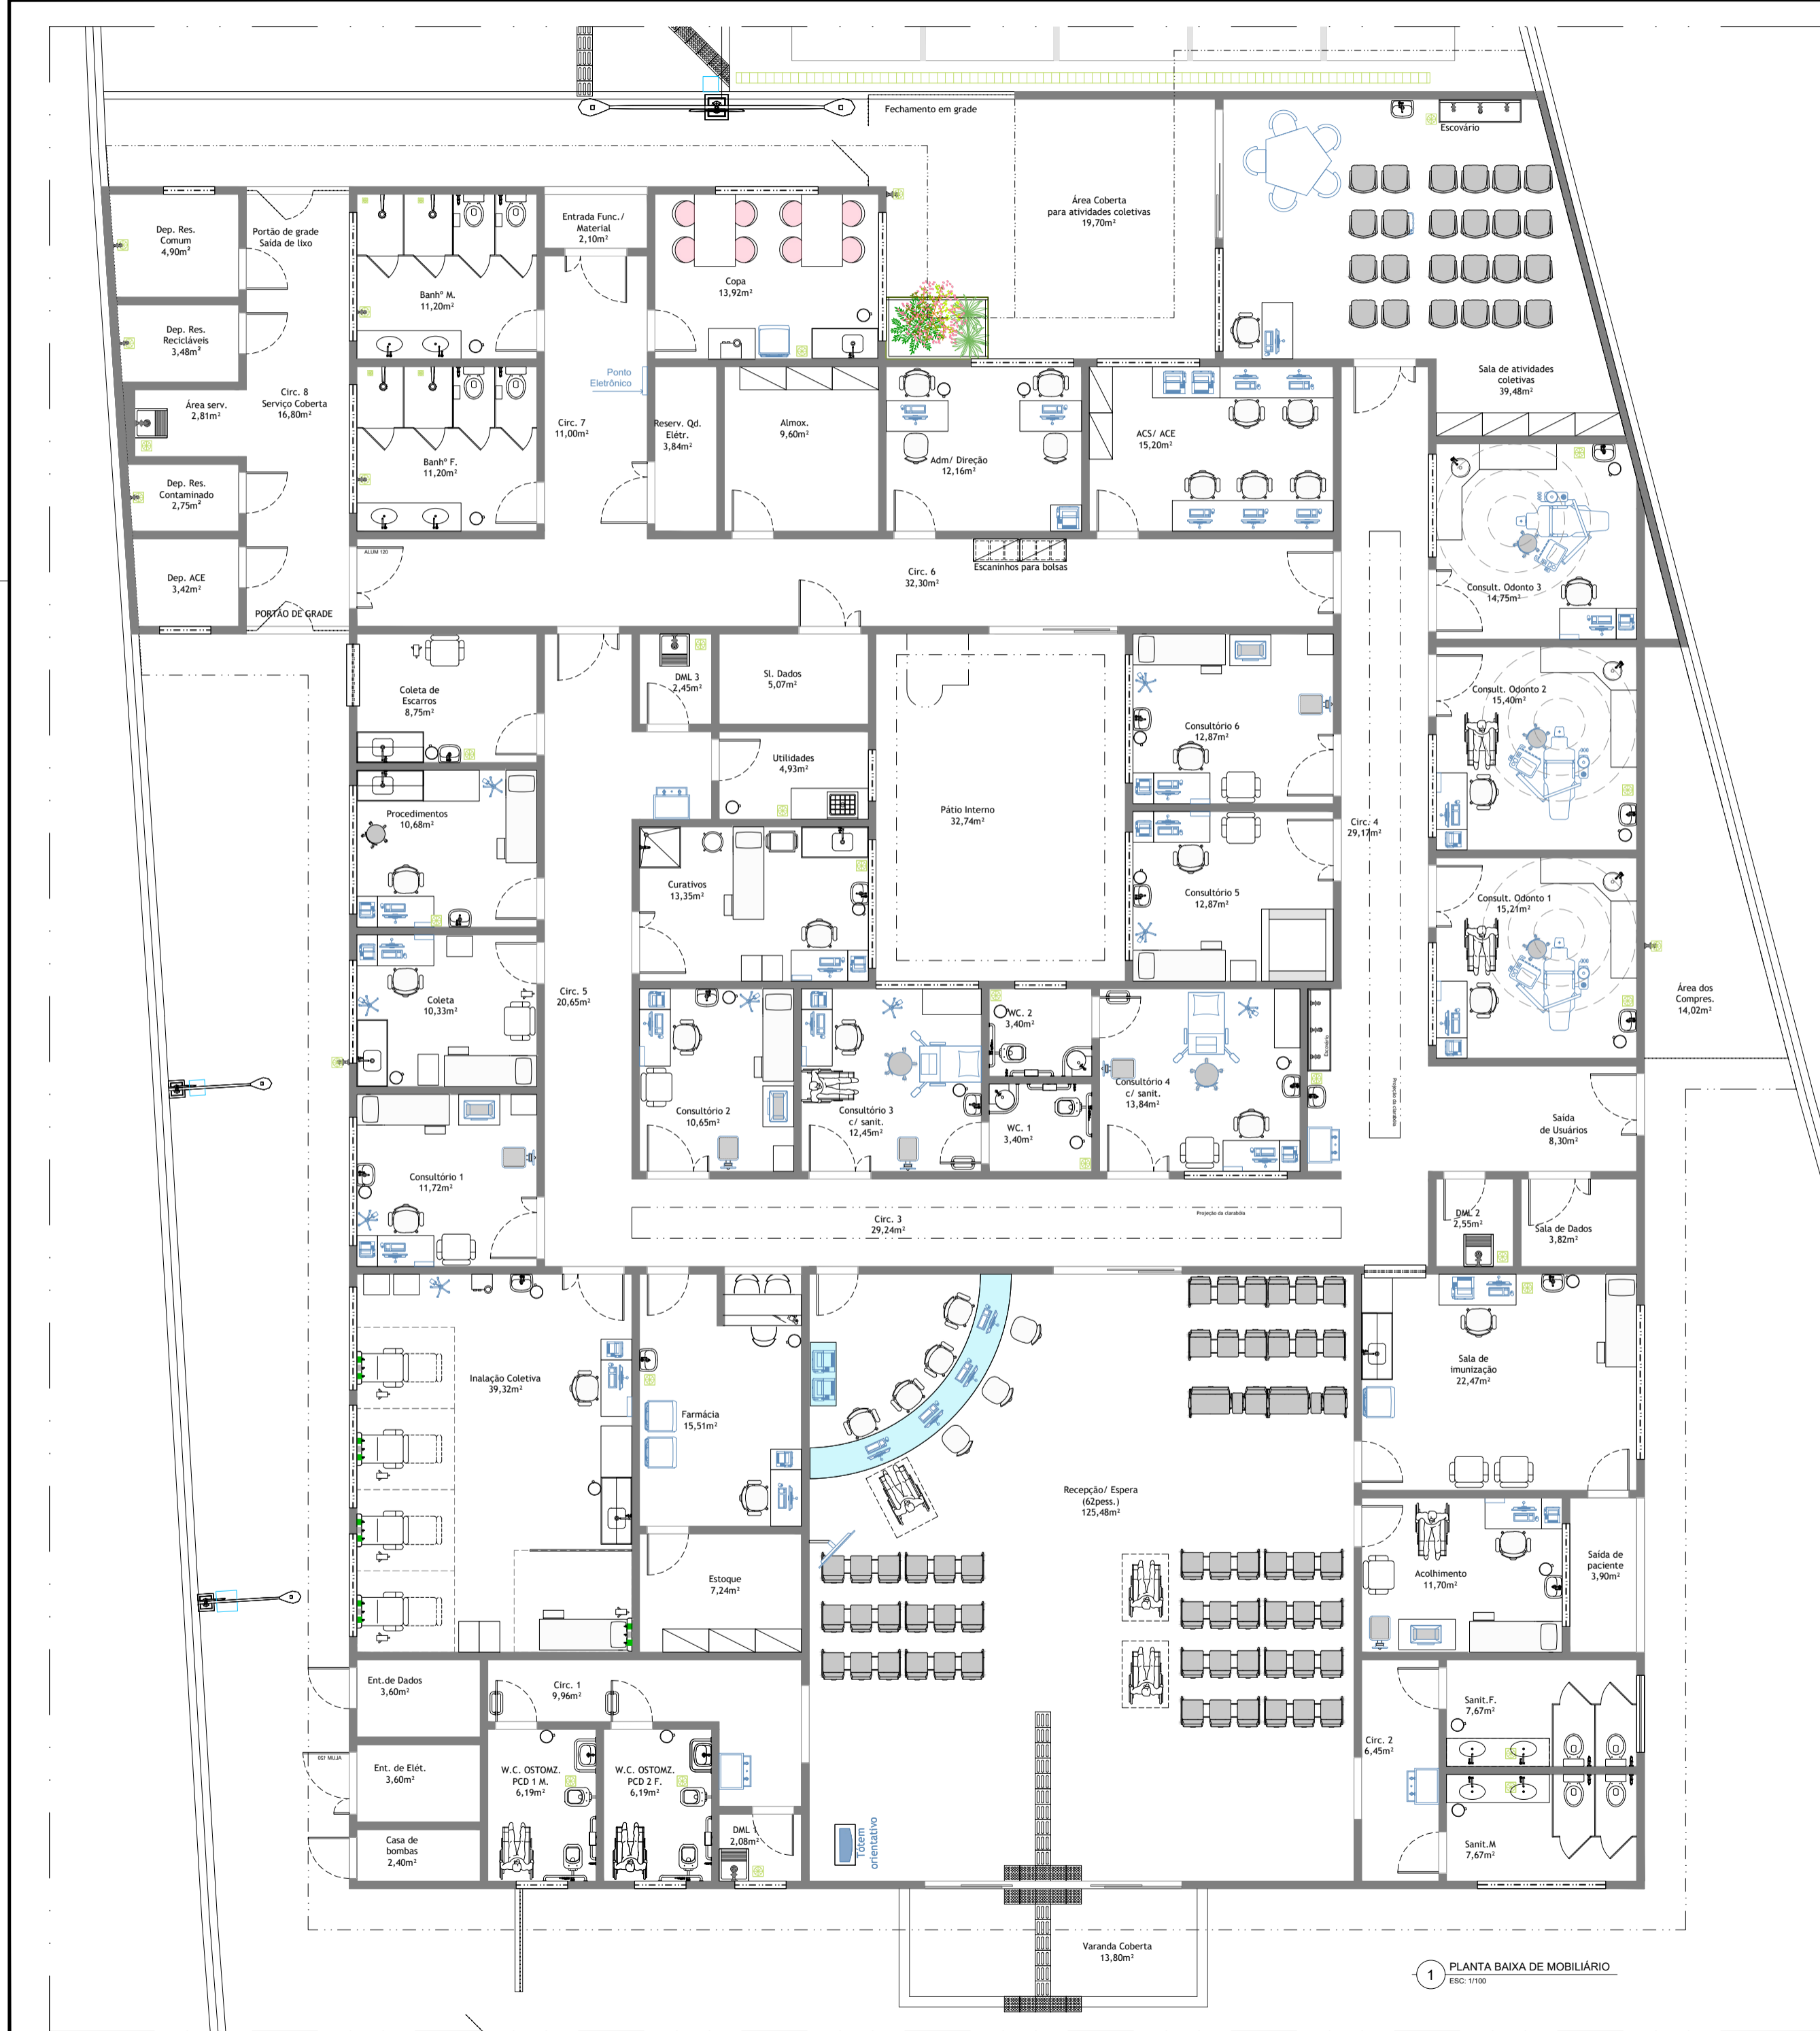 Fechamento em grade
Escovário
Área Coberta
para atividades coletivas
19,70m²
Dep. Res.
Comum
4,90m²
Portão de grade
Saída de lixo
Entrada Func./
Material
2,10m²
Banhº M.
11,20m²
Copa
13,92m²
Dep. Res.
Recicláveis
3,48m²
Ponto
Eletrônico
Sala de atividades
coletivas
39,48m²
Área serv.
2,81m²
Circ. 8
Serviço Coberta
16,80m²
Circ. 7
11,00m²
Reserv. Qd.
Elétr.
3,84m²
Almox.
9,60m²
Adm/ Direção
12,16m²
ACS/ ACE
15,20m²
Banhº F.
11,20m²
Dep. Res.
Contaminado
2,75m²
ALUM 120
Dep. ACE
3,42m²
Circ. 6
32,30m²
Escaninhos para bolsas
Consult. Odonto 3
14,75m²
PORTÃO DE GRADE
Coleta de
Escarros
8,75m²
DML 3
2,45m²
Sl. Dados
5,07m²
Consult. Odonto 2
15,40m²
Consultório 6
12,87m²
Utilidades
4,93m²
Procedimentos
10,68m²
Pátio Interno
32,74m²
Circ. 4
29,17m²
Curativos
13,35m²
Consultório 5
12,87m²
Consult. Odonto 1
15,21m²
Circ. 5
20,65m²
Coleta
10,33m²
Área dos
Compres.
14,02m²
WC. 2
3,40m²
Escovário
Projeção da clarabóia
Consultório 2
10,65m²
Consultório 3
c/ sanit.
12,45m²
WC. 1
3,40m²
Consultório 4
c/ sanit.
13,84m²
Saída
de Usuários
8,30m²
Consultório 1
11,72m²
Circ. 3
29,24m²
Projeção da clarabóia
DML 2
2,55m²
Sala de Dados
3,82m²
Inalação Coletiva
39,32m²
Farmácia
15,51m²
Sala de
imunização
22,47m²
Recepção/ Espera
(62pess.)
125,48m²
Estoque
7,24m²
Acolhimento
11,70m²
Saída de
paciente
3,90m²
Ent.de Dados
3,60m²
Circ. 1
9,96m²
Sanit.F.
7,67m²
Circ. 2
6,45m²
ALUM 120
Ent. de Elét.
3,60m²
W.C. OSTOMZ.
PCD 1 M.
6,19m²
W.C. OSTOMZ.
PCD 2 F.
6,19m²
DML 1
2,08m²
Casa de
bombas
2,40m²
Tótem
orientativo
Sanit.M
7,67m²
Varanda Coberta
13,80m²
1
PLANTA BAIXA DE MOBILIÁRIO
ESC: 1/100